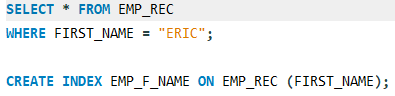 SELECT * FROM EMP_REC
WHERE FIRST_NAME = "ERIC";
CREATE INDEX EMP_F_NAME ON EMP_REC (FIRST_NAME);